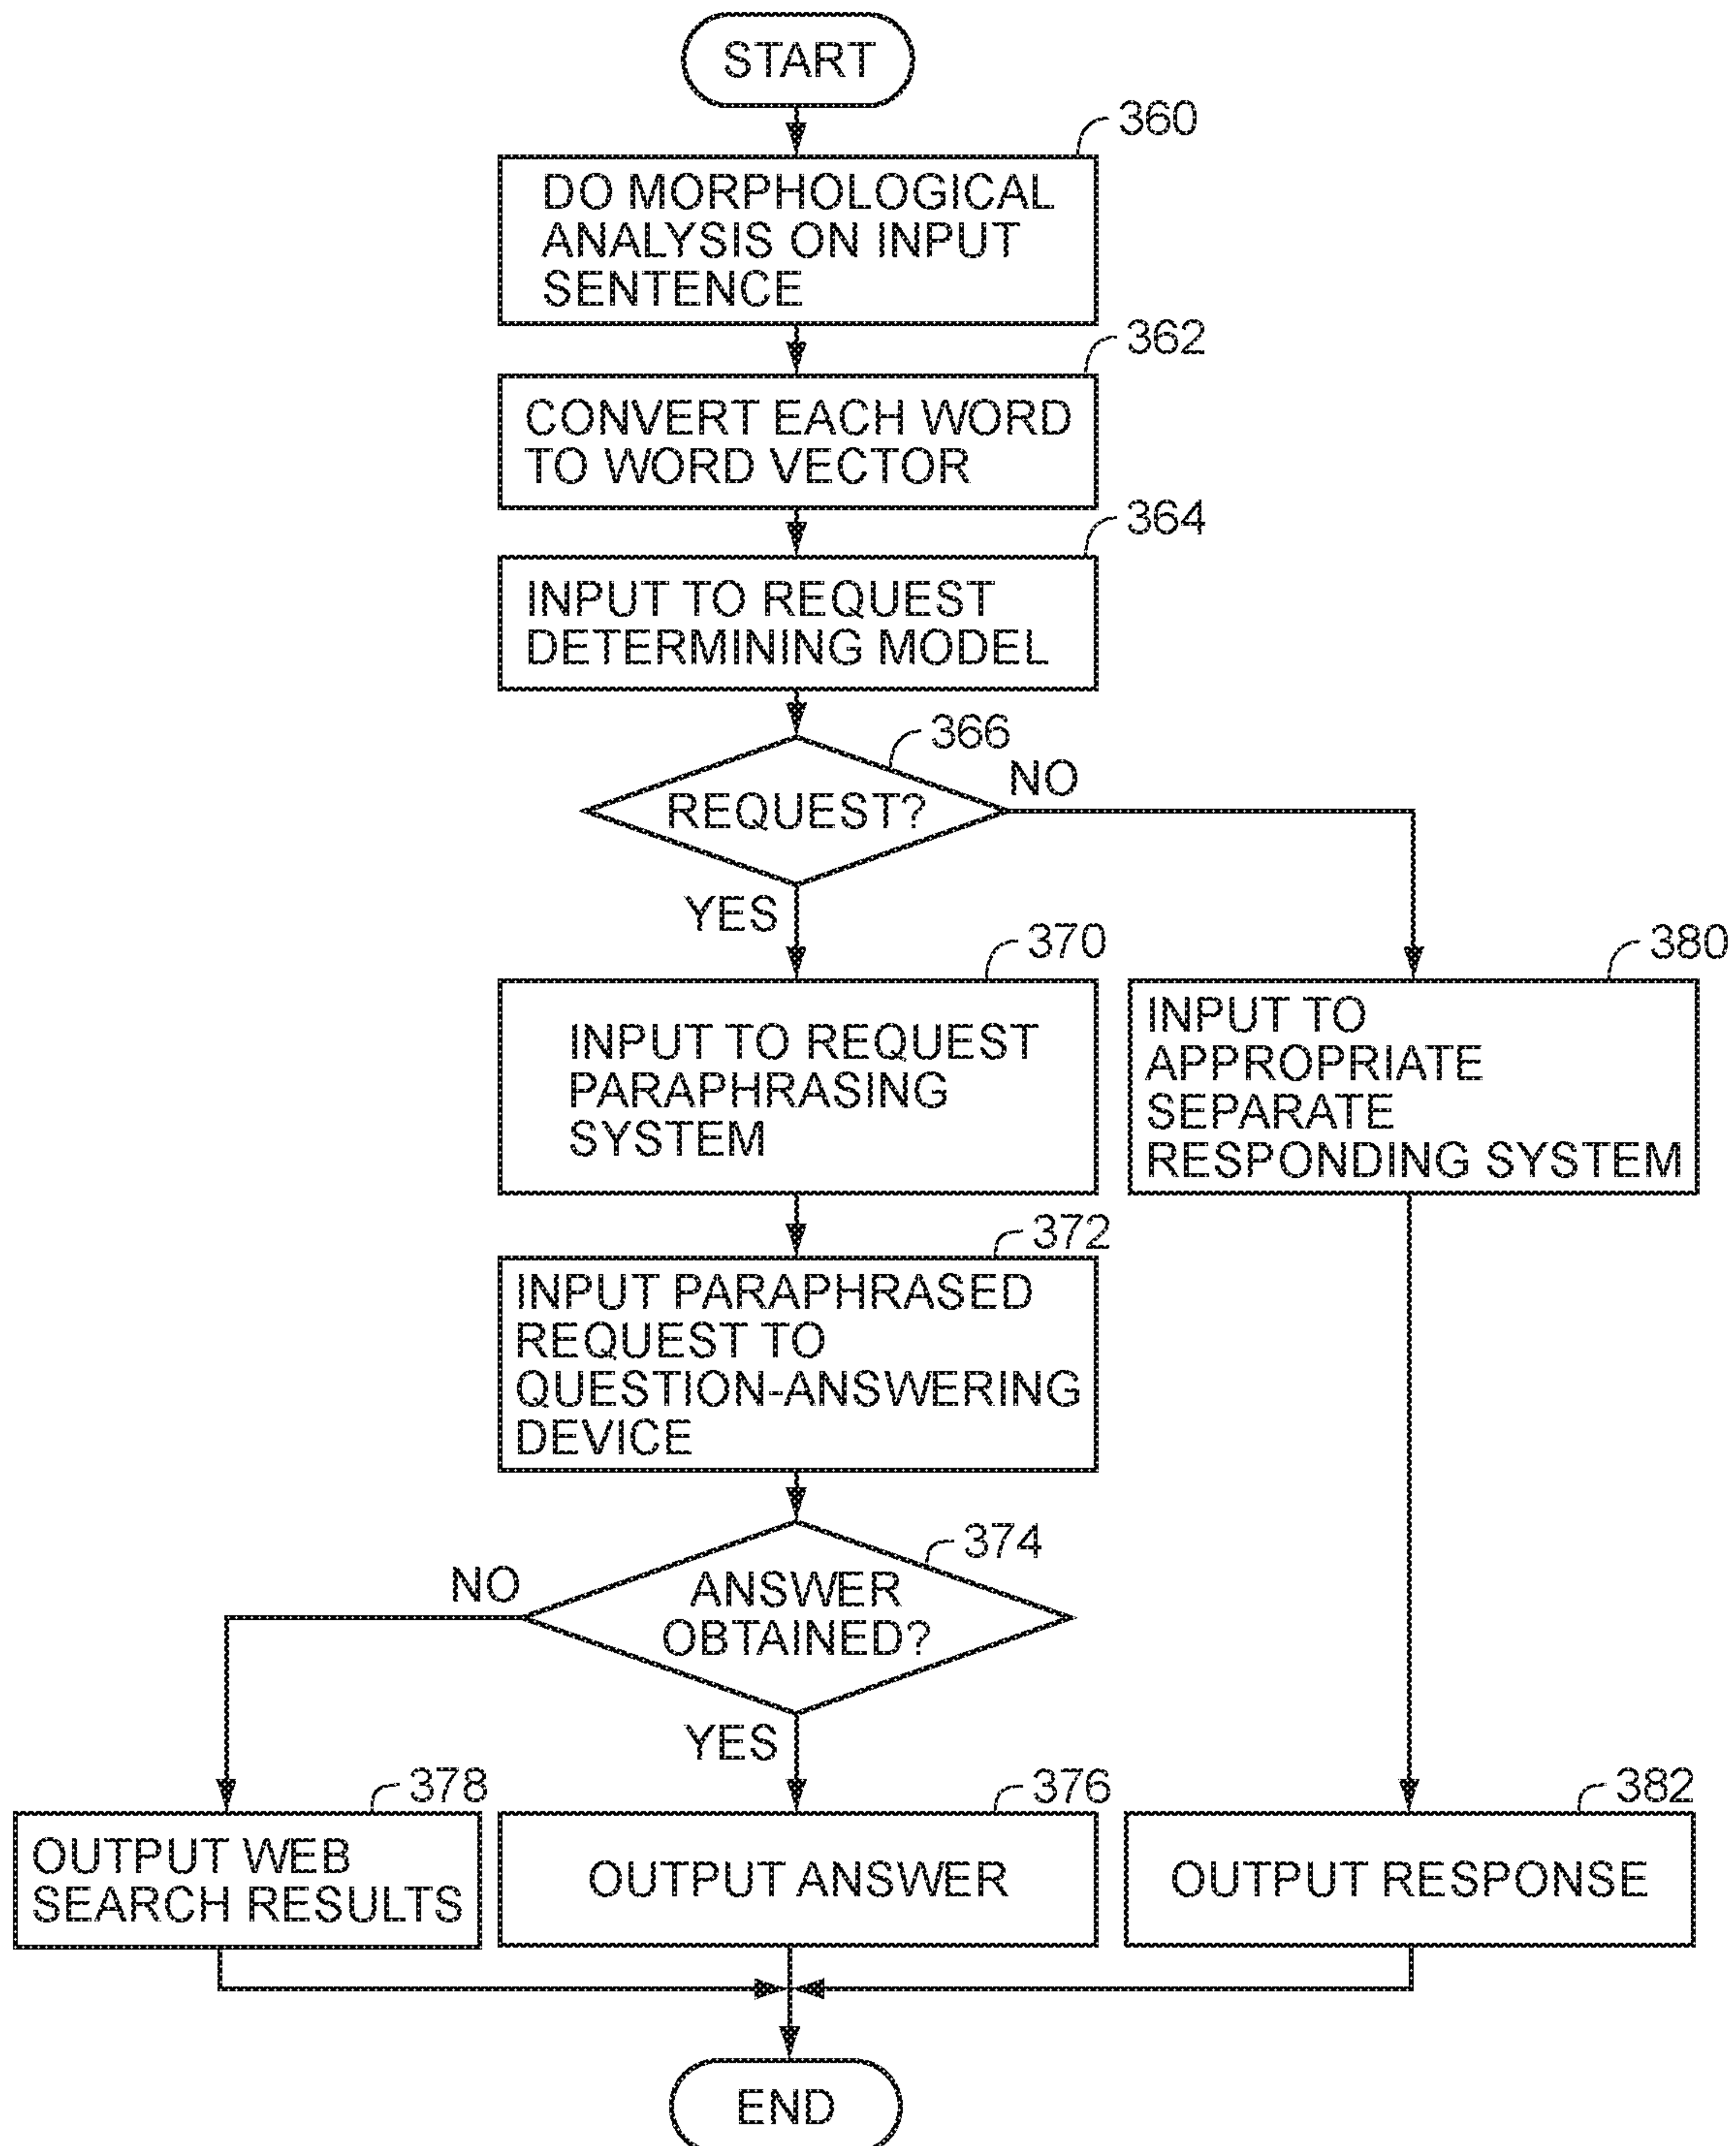 START
360
DO MORPHOLOGICAL
ANALYSIS ON INPUT
SENTENCE
362
CONVERT EACH WORD
TO WORD VECTOR
364
INPUT TO REQUEST
DETERMINING MODEL
366
REQUEST?
NO
YES
370
INPUT TO REQUEST
PARAPHRASING
SYSTEM
380
INPUT TO
APPROPRIATE
SEPARATE
RESPONDING SYSTEM
372
INPUT PARAPHRASED
REQUEST TO
QUESTION-ANSWERING
DEVICE
374
ANSWER
OBTAINED?
NO
YES
378
OUTPUT WEB
SEARCH RESULTS
376
OUTPUT ANSWER
382
OUTPUT RESPONSE
END